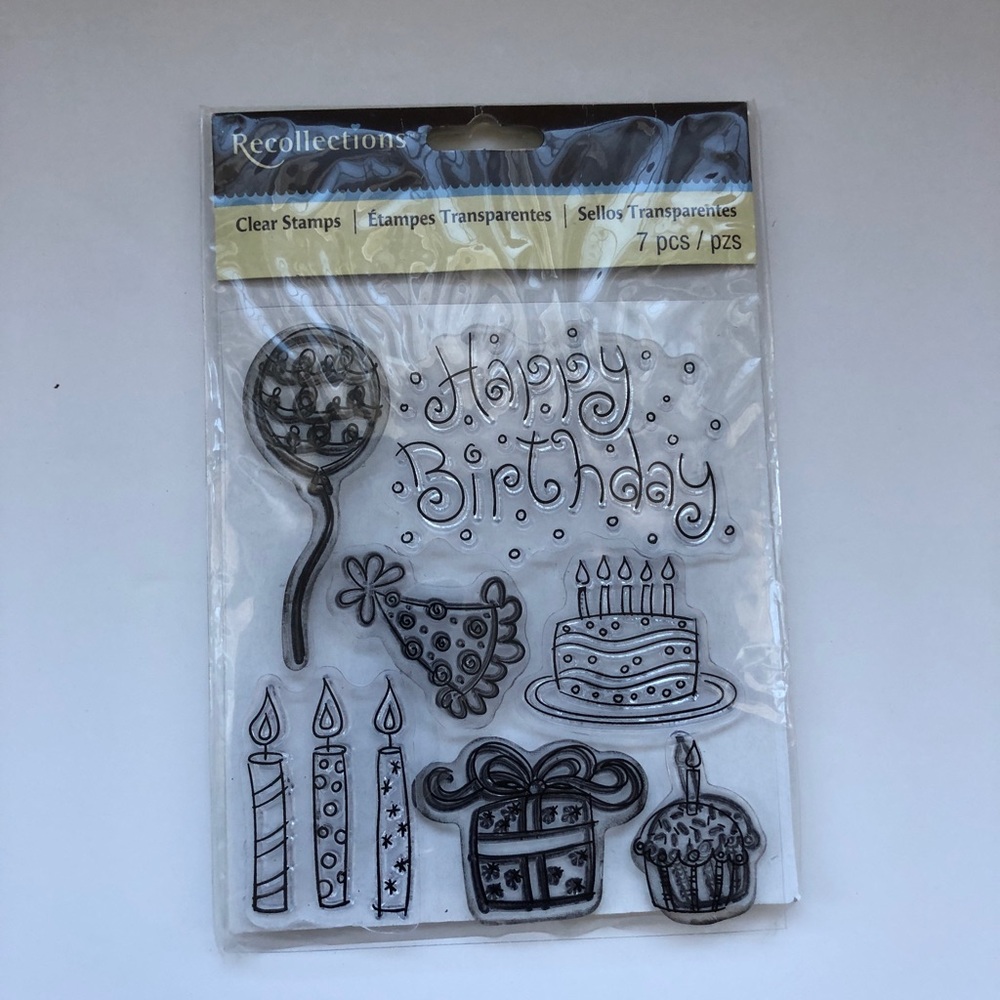 Recollections
Clear Stamps | Étampes Transparentes | Sellos Transparentes
7 pcs / pzs
Happy
Birthday